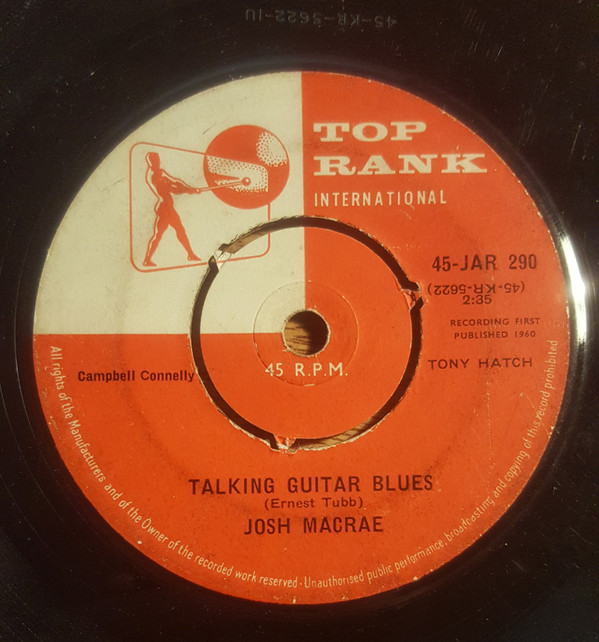 45-KR-5622-1U
TOP
RANK
INTERNATIONAL
45-JAR 290
(45-KR-5622)
2:35
RECORDING FIRST
PUBLISHED 1960
TONY HATCH
Campbell Connelly
45 R.P.M.
TALKING GUITAR BLUES
(Ernest Tubb)
JOSH MACRAE
All rights of the Manufacturers and of the Owner of the recorded work reserved - Unauthorised public performance, broadcasting and copying of this record prohibited